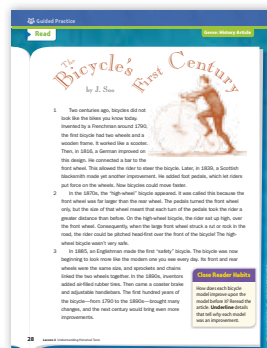 Guided Practice
Read
Genre: History Article
The Bicycle's First Century
by J. Soo
1 Two centuries ago, bicycles did not
look like the bikes you know today.
Invented by a Frenchman around 1790,
the first bicycle had two wheels and a
wooden frame. It worked like a scooter.
Then, in 1816, a German improved on
this design. He connected a bar to the
front wheel. This allowed the rider to steer the bicycle. Later, in 1839, a Scottish
blacksmith made yet another improvement. He added foot pedals, which let riders
put force on the wheels. Now bicycles could move faster.
2 In the 1870s, the "high-wheel" bicycle appeared. It was called this because the
front wheel was far larger than the rear wheel. The pedals turned the front wheel
only, but the size of that wheel meant that each turn of the pedals took the rider a
greater distance than before. On the high-wheel bicycle, the rider sat up high, over
the front wheel. Consequently, when the large front wheel struck a rut or rock in the
road, the rider could be pitched head-first over the front of the bicycle! The high-
wheel bicycle wasn't very safe.
3 In 1885, an Englishman made the first "safety" bicycle. The bicycle was now
beginning to look more like the modern one you see every day. Its front and rear
wheels were the same size, and sprockets and chains
linked the two wheels together. In the 1890s, inventors
added air-filled rubber tires. Then came a coaster brake
and adjustable handlebars. The first hundred years of
the bicycle—from 1790 to the 1890s—brought many
changes, and the next century would bring even more
improvements.
Close Reader Habits
How does each bicycle
model improve upon the
model before it? Reread the
article. Underline details
that tell why each model
was an improvement.
28
Lesson 2 Understanding Historical Texts